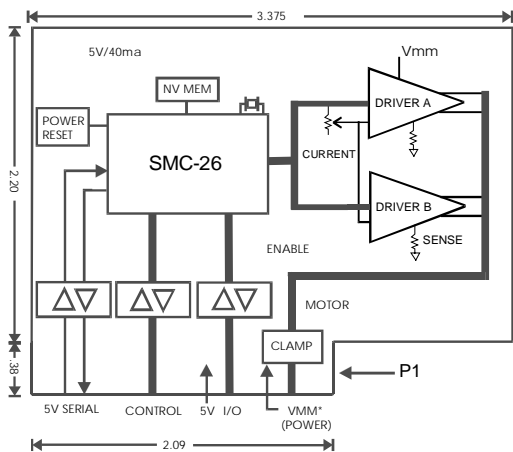 3.375
5V/40ma
Vmm
NV MEM
DRIVER A
POWER
RESET
SMC-26
CURRENT
2.20
DRIVER B
SENSE
ENABLE
MOTOR
CLAMP
.38
P1
5V SERIAL
CONTROL
5V I/O
VMM*
(POWER)
2.09